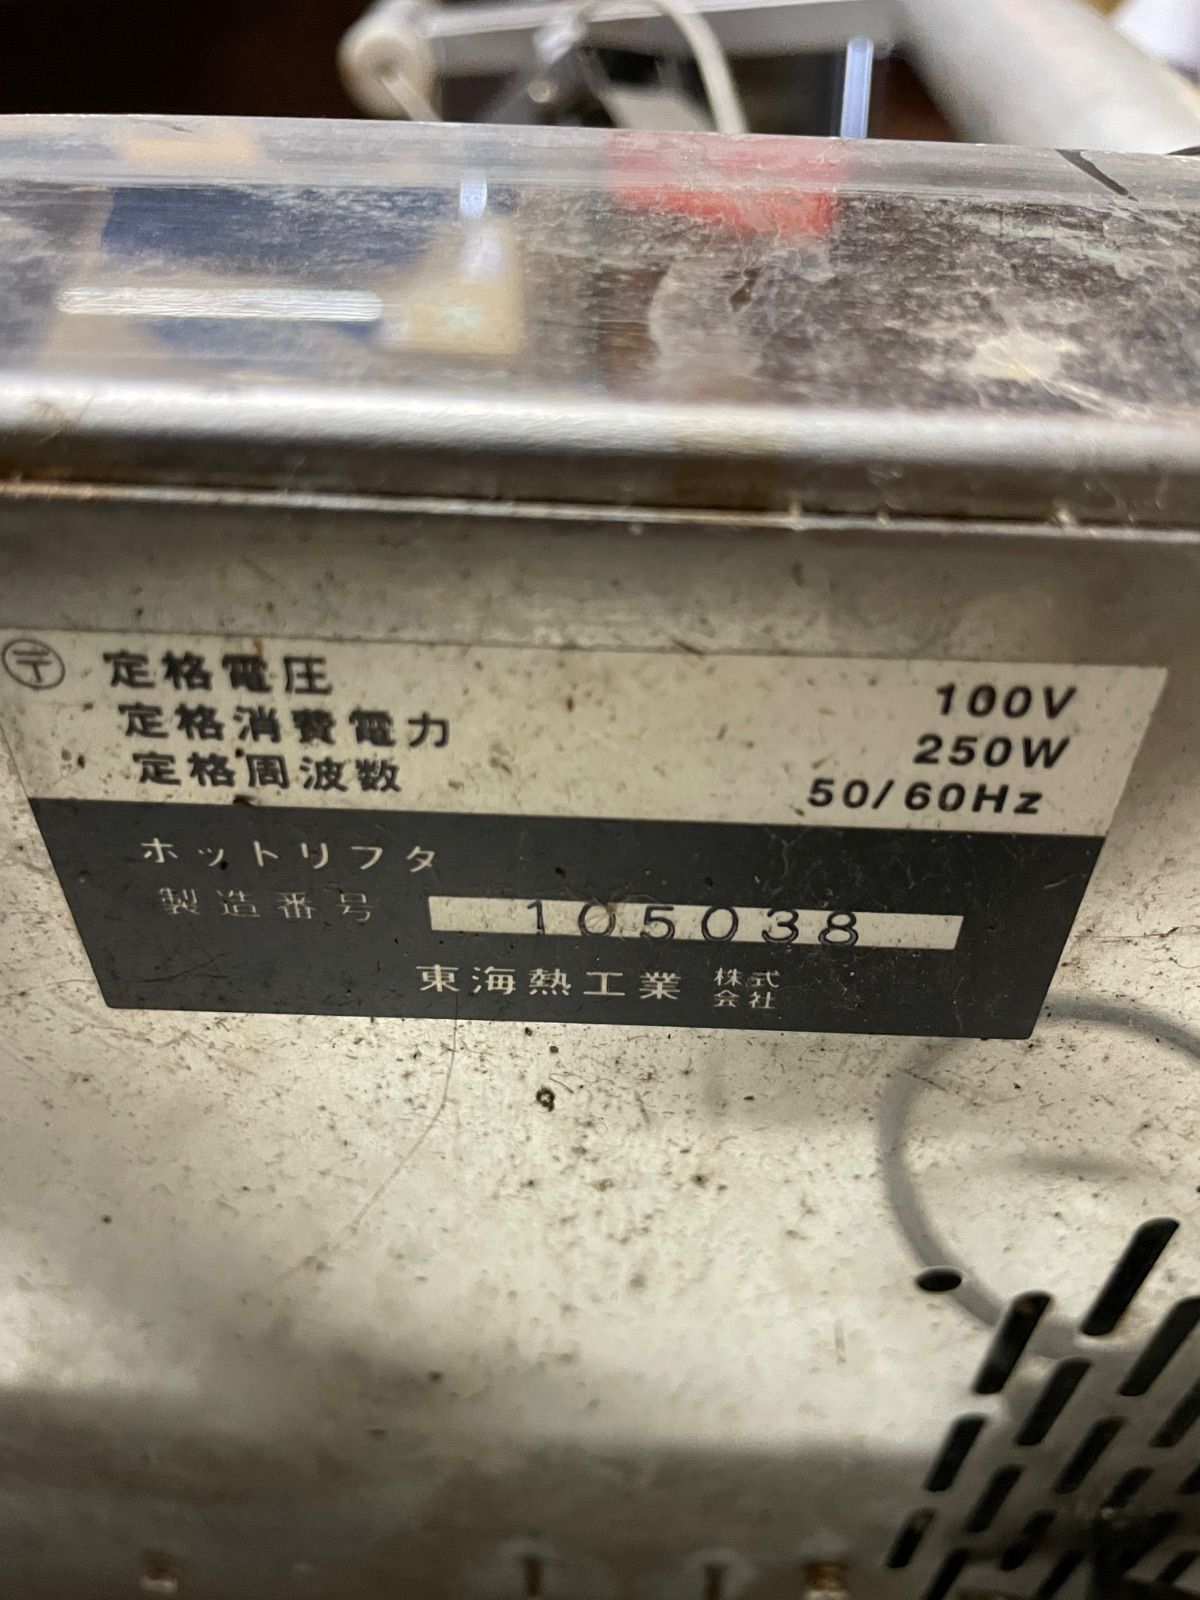 〒 定格電圧 100V
定格消費電力 250W
定格周波数 50/60Hz
ホットリフタ
製造番号 105038
東海熱工業 株式会社